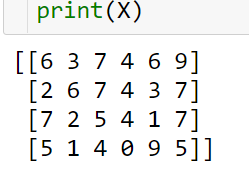 print(X)
[[6 3 7 4 6 9]
 [2 6 7 4 3 7]
 [7 2 5 4 1 7]
 [5 1 4 0 9 5]]